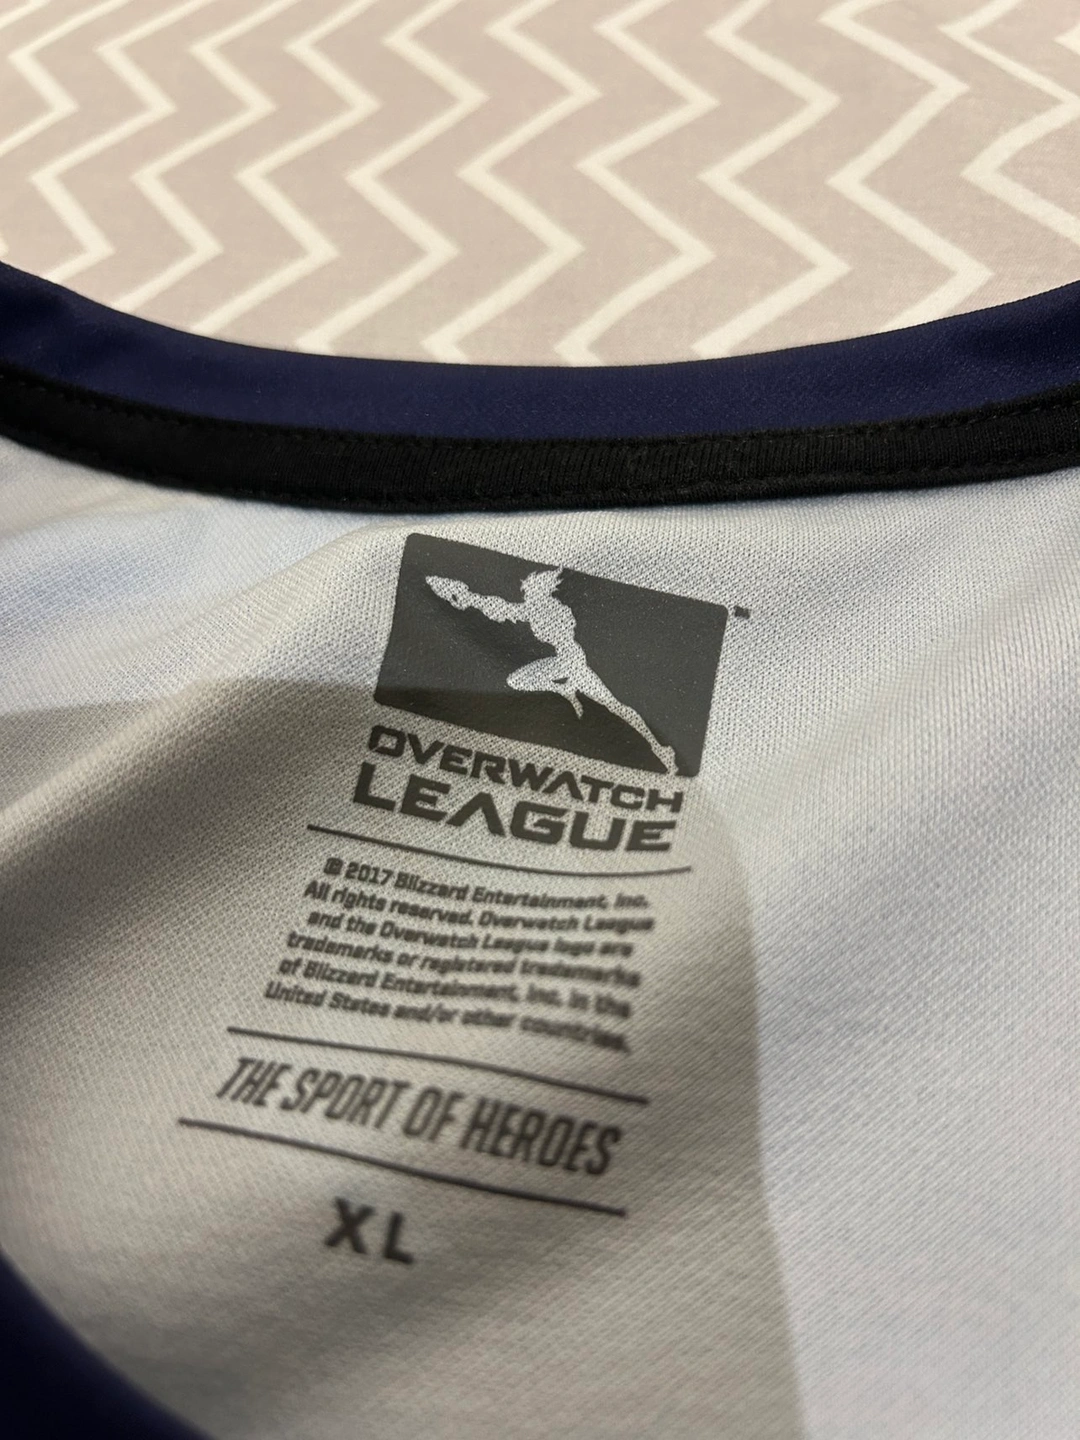 ™
OVERWATCH
LEAGUE
© 2017 Blizzard Entertainment, Inc.
All rights reserved. Overwatch League
and the Overwatch League logo are
trademarks or registered trademarks
of Blizzard Entertainment, Inc. in the
United States and/or other countries.
THE SPORT OF HEROES
XL